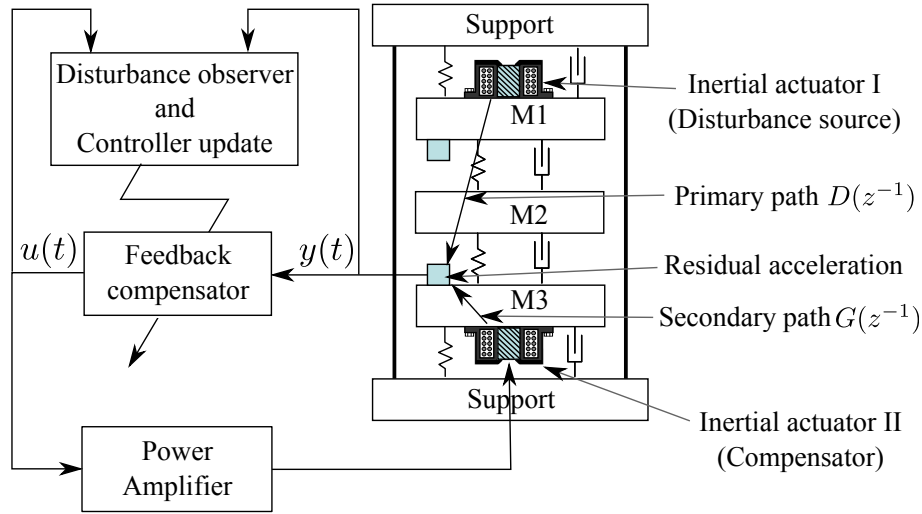 Support
Disturbance observer
and
Controller update
Inertial actuator I
(Disturbance source)
M1
Primary path D(z⁻¹)
M2
u(t)
Feedback
compensator
y(t)
Residual acceleration
M3
Secondary path G(z⁻¹)
Support
Inertial actuator II
(Compensator)
Power
Amplifier